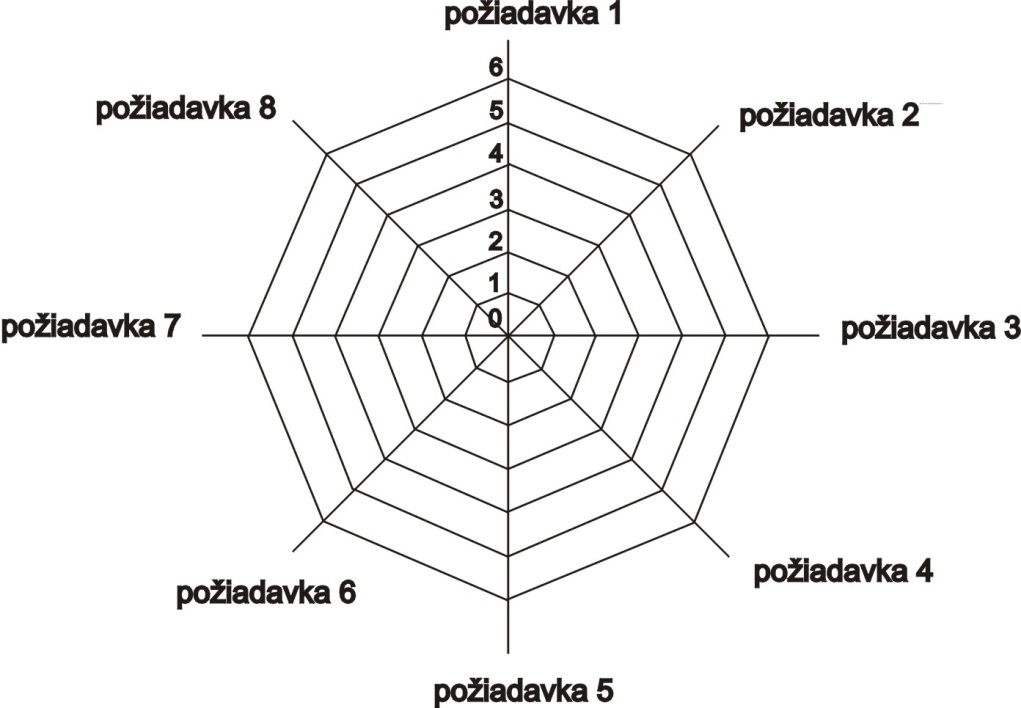 požiadavka 1
6
požiadavka 8
požiadavka 2
5
4
3
2
1
0
požiadavka 7
požiadavka 3
požiadavka 4
požiadavka 6
požiadavka 5